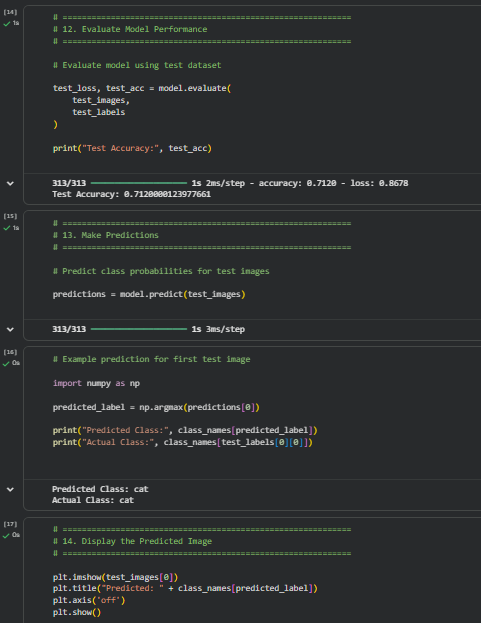 [14]
1s
# ============================================================
# 12. Evaluate Model Performance
# ============================================================
# Evaluate model using test dataset
test_loss, test_acc = model.evaluate(
test_images,
test_labels
)
print("Test Accuracy:", test_acc)
313/313 ━━━━━━━━━━━━━━━━━━━━ 1s 2ms/step - accuracy: 0.7120 - loss: 0.8678
Test Accuracy: 0.7120000123977661
[15]
1s
# ============================================================
# 13. Make Predictions
# ============================================================
# Predict class probabilities for test images
predictions = model.predict(test_images)
313/313 ━━━━━━━━━━━━━━━━━━━━ 1s 3ms/step
[16]
0s
# Example prediction for first test image
import numpy as np
predicted_label = np.argmax(predictions[0])
print("Predicted Class:", class_names[predicted_label])
print("Actual Class:", class_names[test_labels[0][0]])
Predicted Class: cat
Actual Class: cat
[17]
0s
# ============================================================
# 14. Display the Predicted Image
# ============================================================
plt.imshow(test_images[0])
plt.title("Predicted: " + class_names[predicted_label])
plt.axis('off')
plt.show()